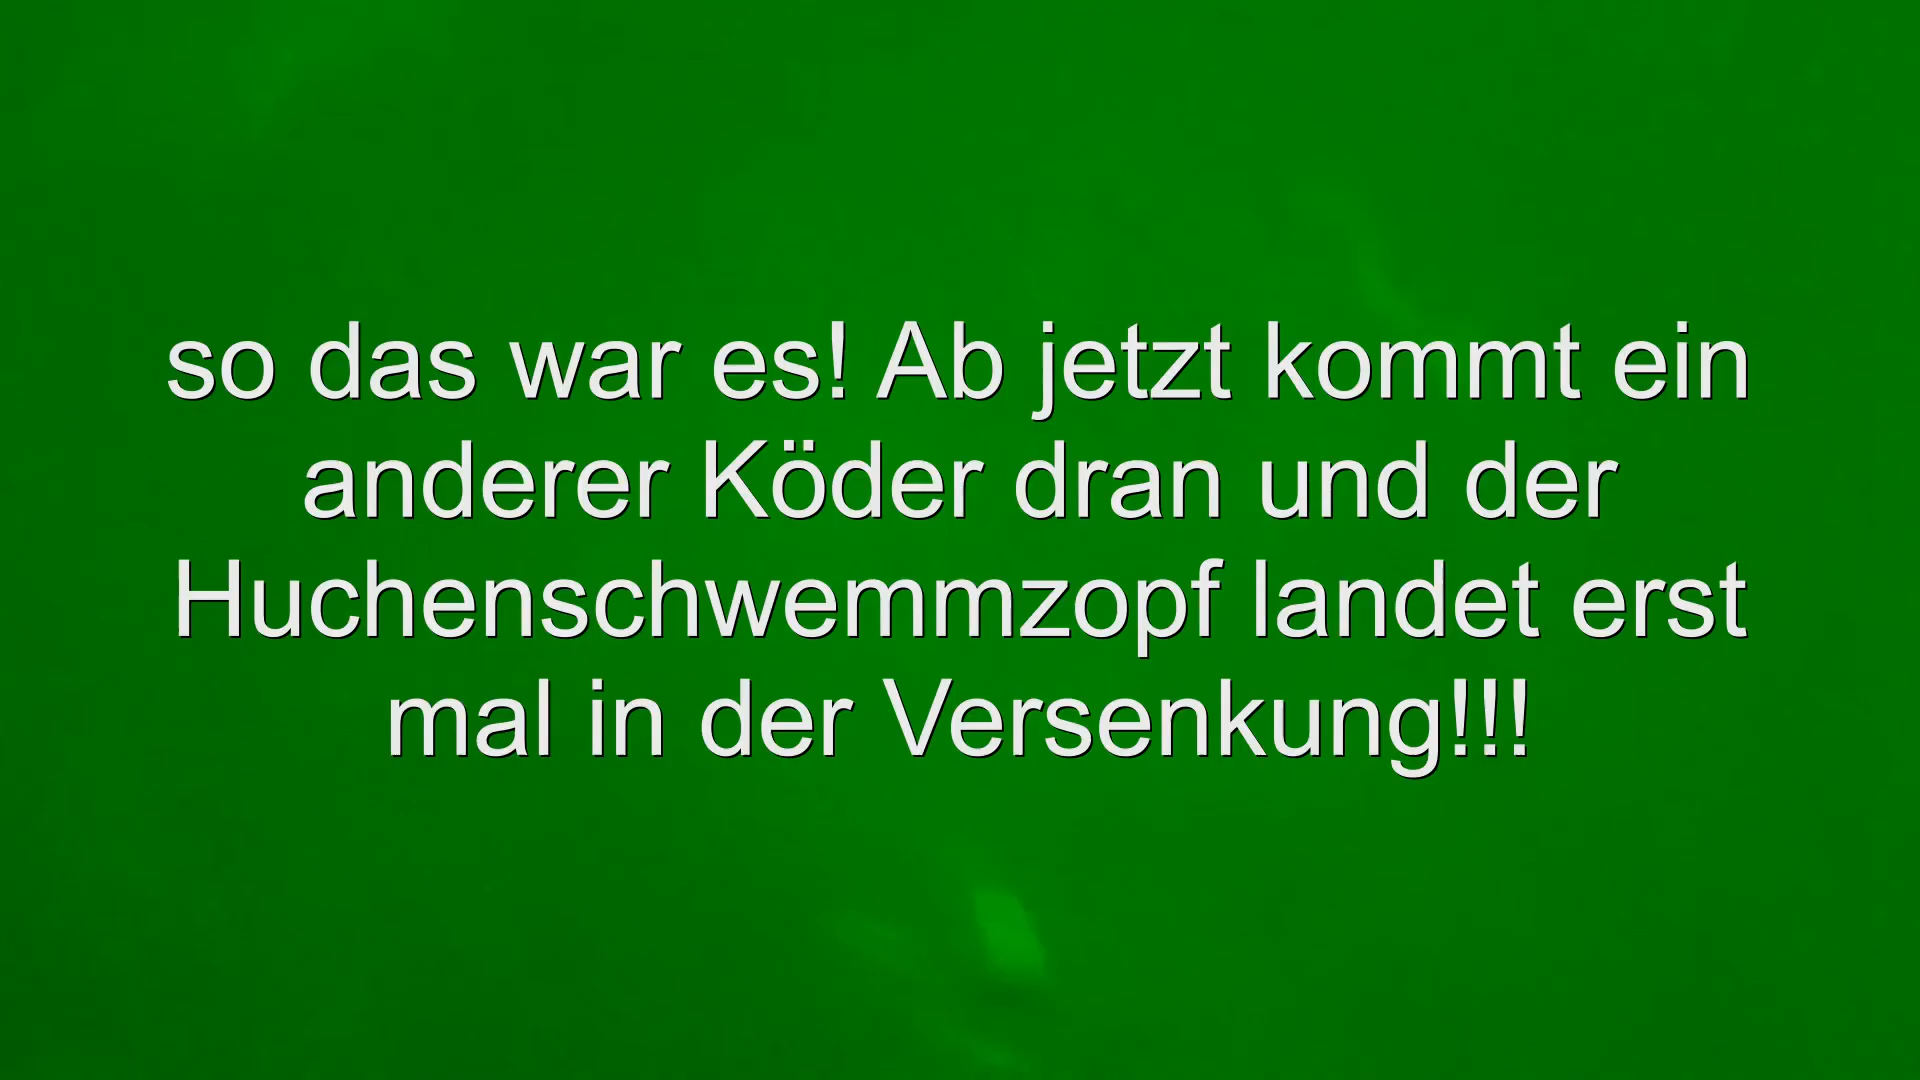 so das war es! Ab jetzt kommt ein
anderer Köder dran und der
Huchenschwemmzopf landet erst
mal in der Versenkung!!!